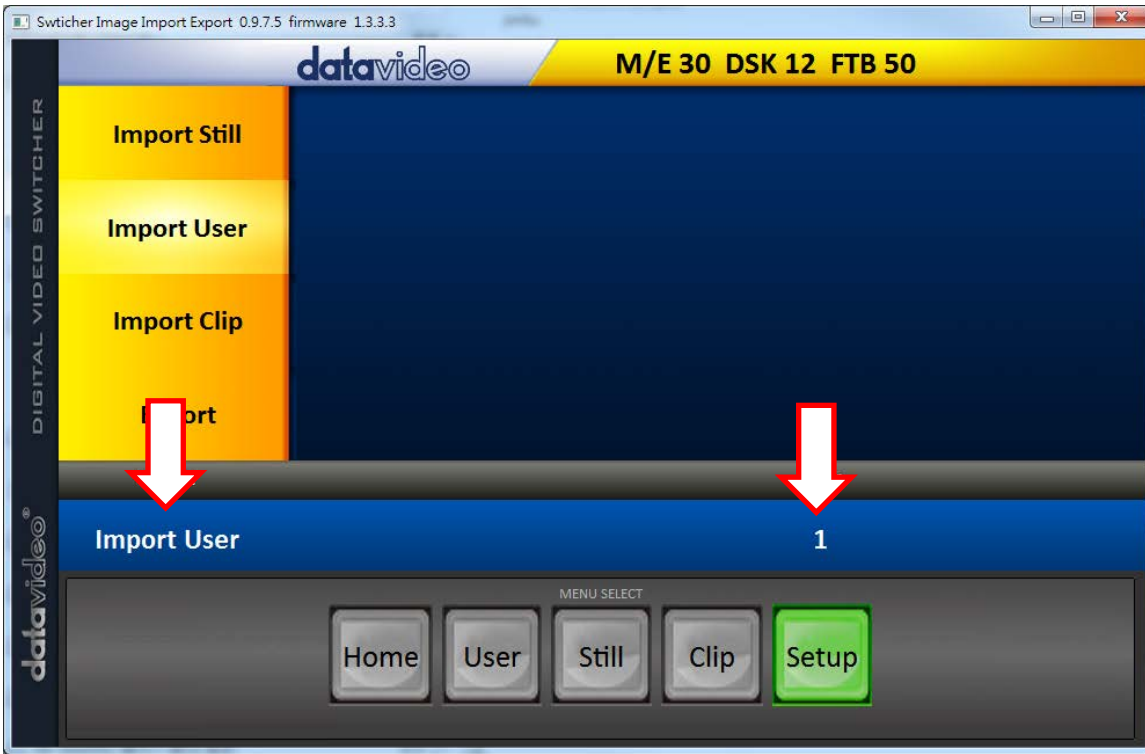 Swticher Image Import Export 0.9.7.5 firmware 1.3.3.3
datavideo
M/E 30 DSK 12 FTB 50
Import Still
Import User
Import Clip
Import User
1
MENU SELECT
Home
User
Still
Clip
Setup
DIGITAL VIDEO SWITCHER
datavideo®